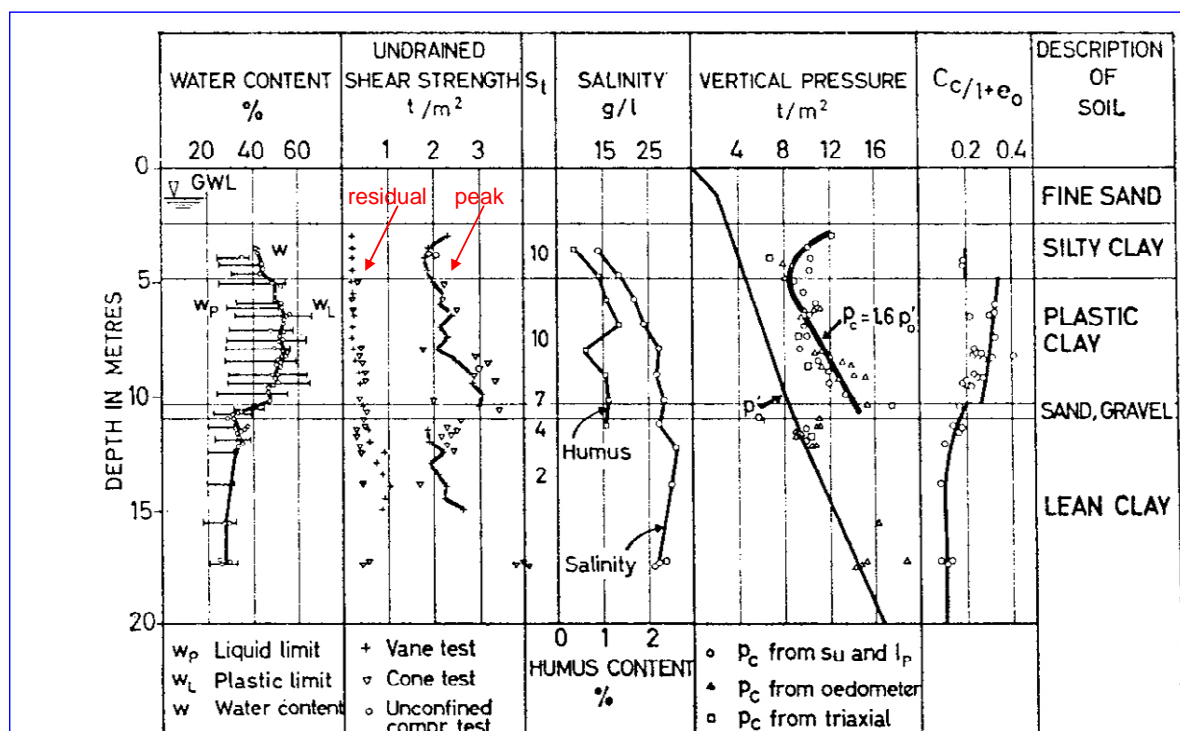 WATER CONTENT
%
20 40 60
UNDRAINED
SHEAR STRENGTH
t /m²
0 1 2 3
St
SALINITY
g/l
15 25
VERTICAL PRESSURE
t/m²
4 8 12 16
Cc/1+eo
0.2 0.4
DESCRIPTION
OF
SOIL
DEPTH IN METRES
0
5
10
15
20
GWL
w
wp
wL
residual
peak
10
10
7
4
2
Humus
Salinity
Pc = 1.6 po'
p'
FINE SAND
SILTY CLAY
PLASTIC
CLAY
SAND, GRAVEL
LEAN CLAY
wp Liquid limit
wL Plastic limit
w Water content
+ Vane test
▿ Cone test
○ Unconfined
compr. test
0 1 2
HUMUS CONTENT
%
○ Pc from su and Ip
▲ Pc from oedometer
□ Pc from triaxial